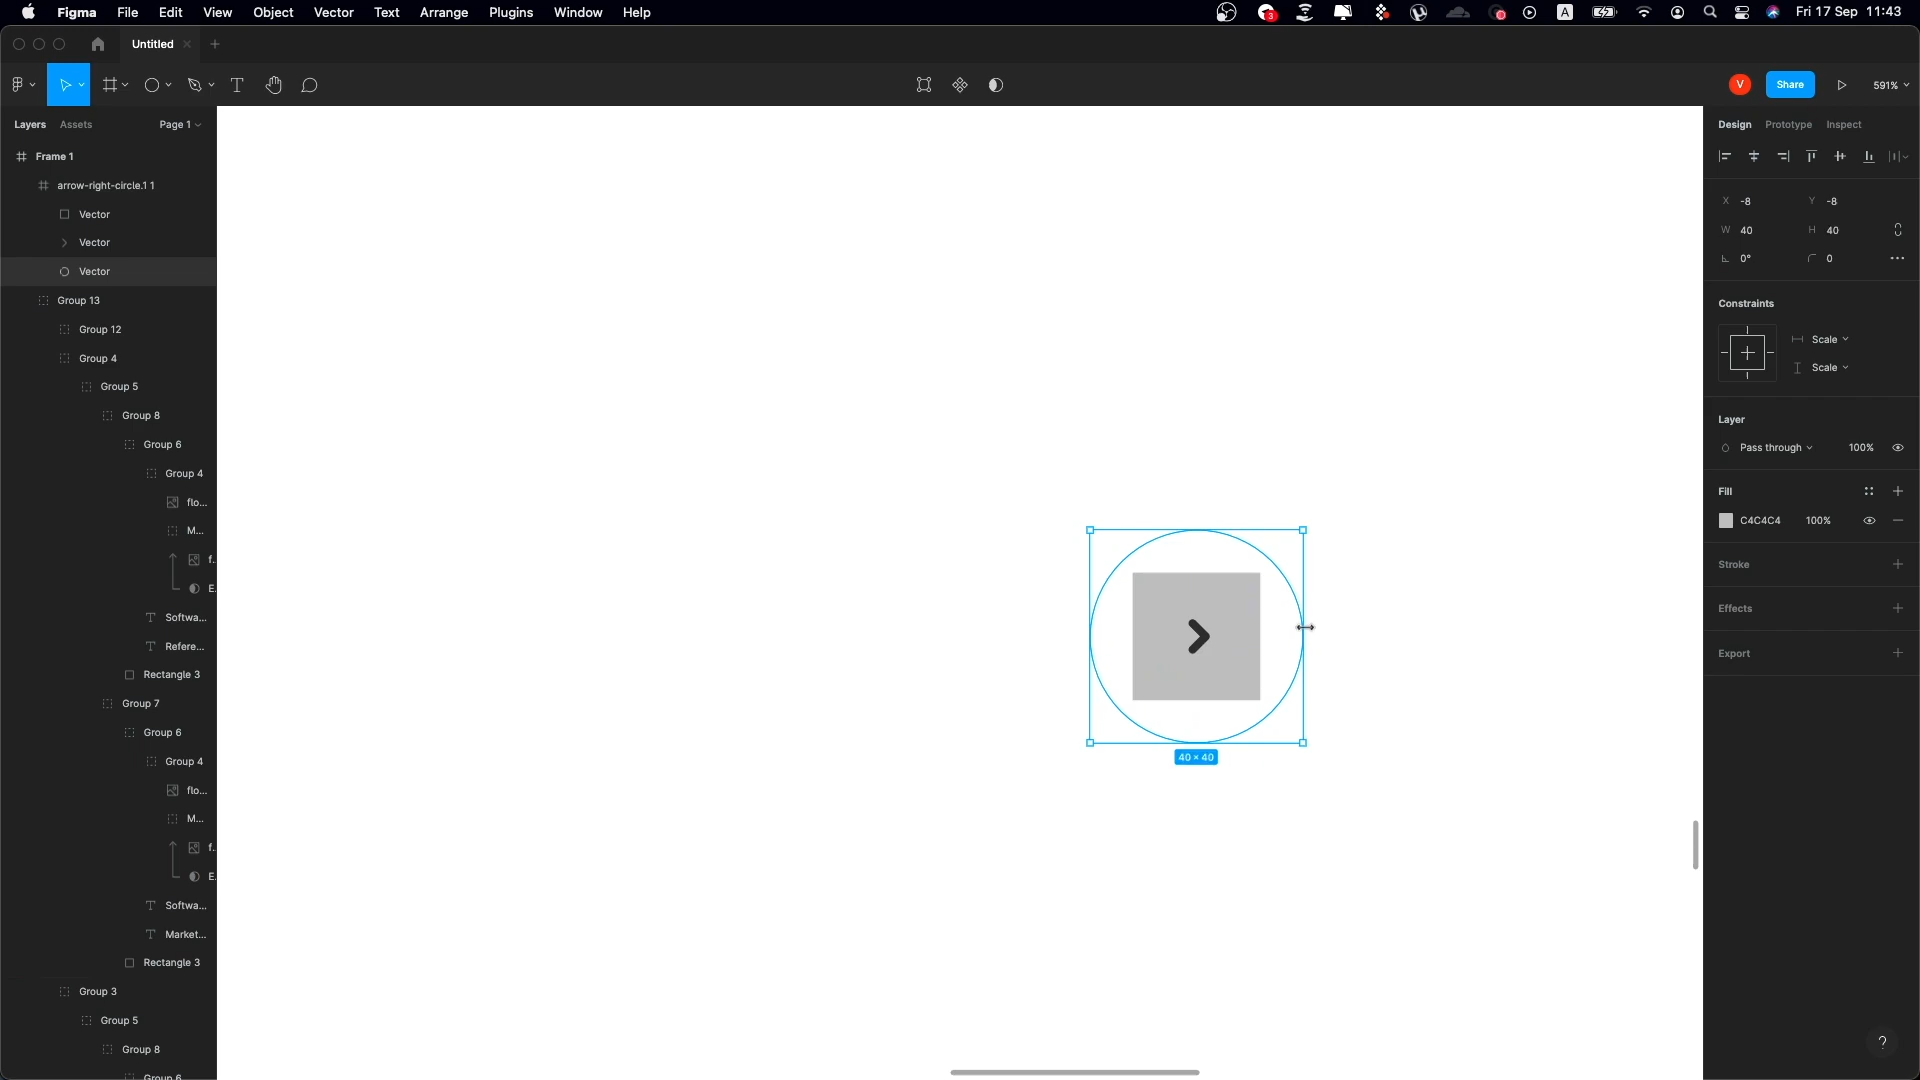 Figma File Edit View Object Vector Text Arrange Plugins Window Help
3
A
Fri 17 Sep 11:43
Untitled
V
Share
591%
Layers Assets Page 1
Frame 1
arrow-right-circle.1 1
Vector
Vector
Vector
Group 13
Group 12
Group 4
Group 5
Group 8
Group 6
Group 4
flo...
M...
f...
E.
Softwa...
Refere...
Rectangle 3
Group 7
Group 6
Group 4
flo...
M...
f...
E.
Softwa...
Market...
Rectangle 3
Group 3
Group 5
Group 8
Group 6
40 × 40
Design Prototype Inspect
X -8 Y -8
W 40 H 40
0° 0
Constraints
Scale
Scale
Layer
Pass through 100%
Fill
C4C4C4 100%
Stroke
Effects
Export
?